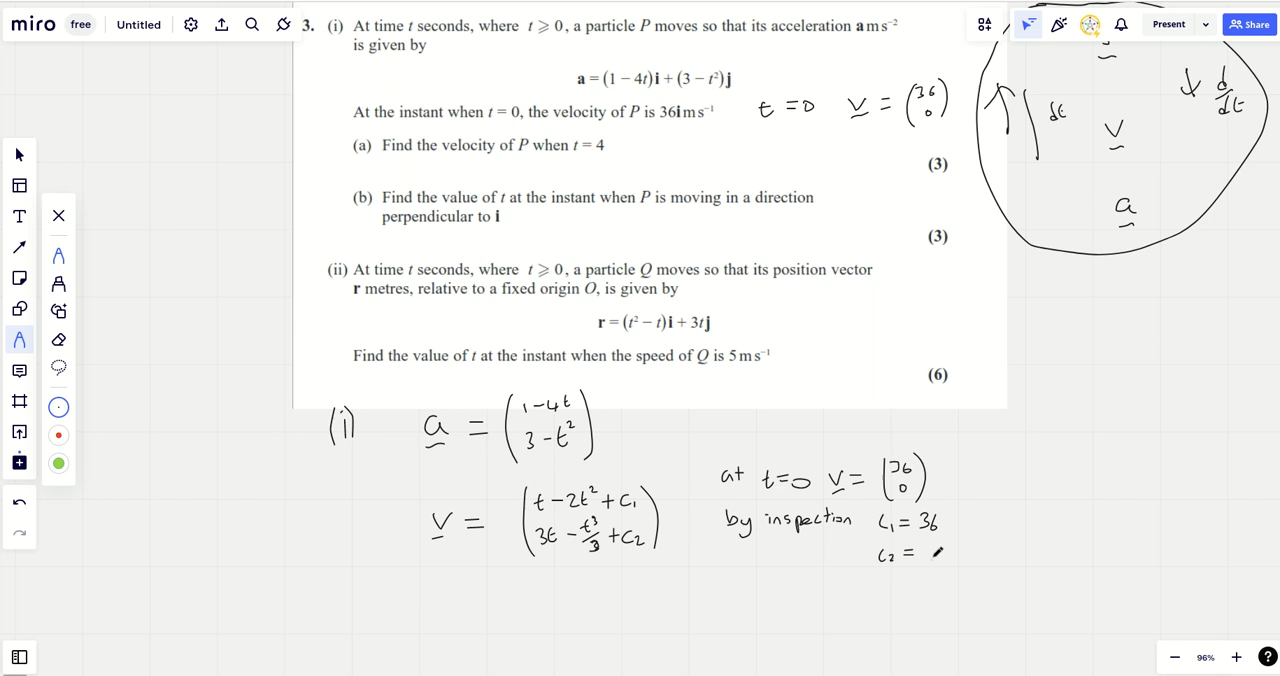 miro free Untitled Present Share
3. (i) At time t seconds, where t ⩾ 0, a particle P moves so that its acceleration a m s⁻²
is given by
a = (1 − 4t)i + (3 − t²)j
At the instant when t = 0, the velocity of P is 36i m s⁻¹
t = 0 v = (36 0)
(a) Find the velocity of P when t = 4
(3)
(b) Find the value of t at the instant when P is moving in a direction
perpendicular to i
(3)
(ii) At time t seconds, where t ⩾ 0, a particle Q moves so that its position vector
r metres, relative to a fixed origin O, is given by
r = (t² − t)i + 3tj
Find the value of t at the instant when the speed of Q is 5 m s⁻¹
(6)
∫ dt
d/dt
v
a
(i) a = (1−4t 3−t²)
v = (t − 2t² + c₁ 3t − t³/3 + c₂)
at t=0 v = (36 0)
by inspection c₁ = 36
c₂ =
96%